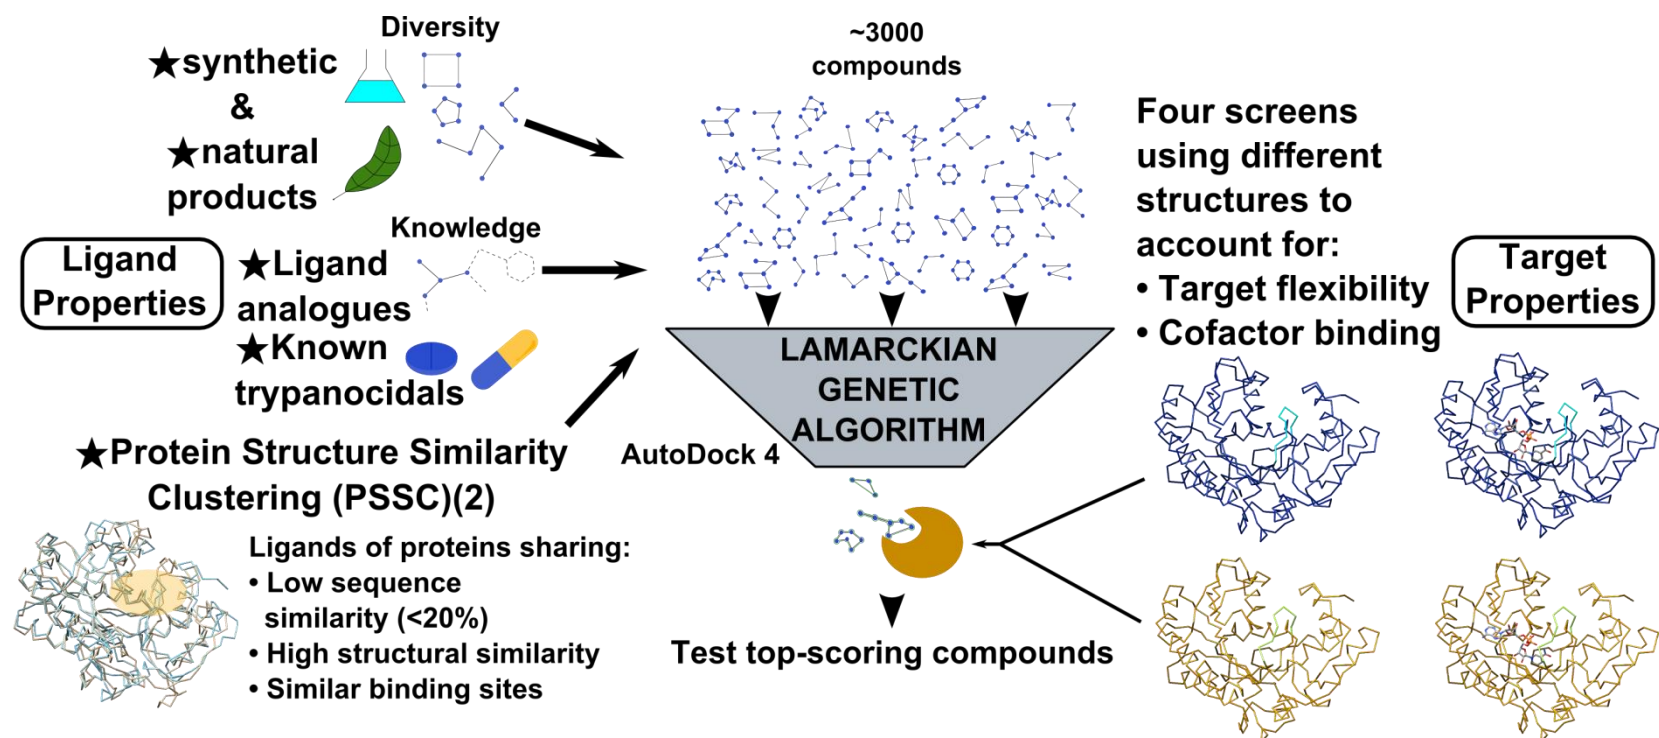 Diversity
★synthetic
&
★natural
products
Ligand
Properties
Knowledge
★Ligand
analogues
★Known
trypanocidals
★Protein Structure Similarity
Clustering (PSSC)(2)
Ligands of proteins sharing:
• Low sequence
similarity (<20%)
• High structural similarity
• Similar binding sites
~3000
compounds
LAMARCKIAN
GENETIC
ALGORITHM
AutoDock 4
Test top-scoring compounds
Four screens
using different
structures to
account for:
• Target flexibility
• Cofactor binding
Target
Properties